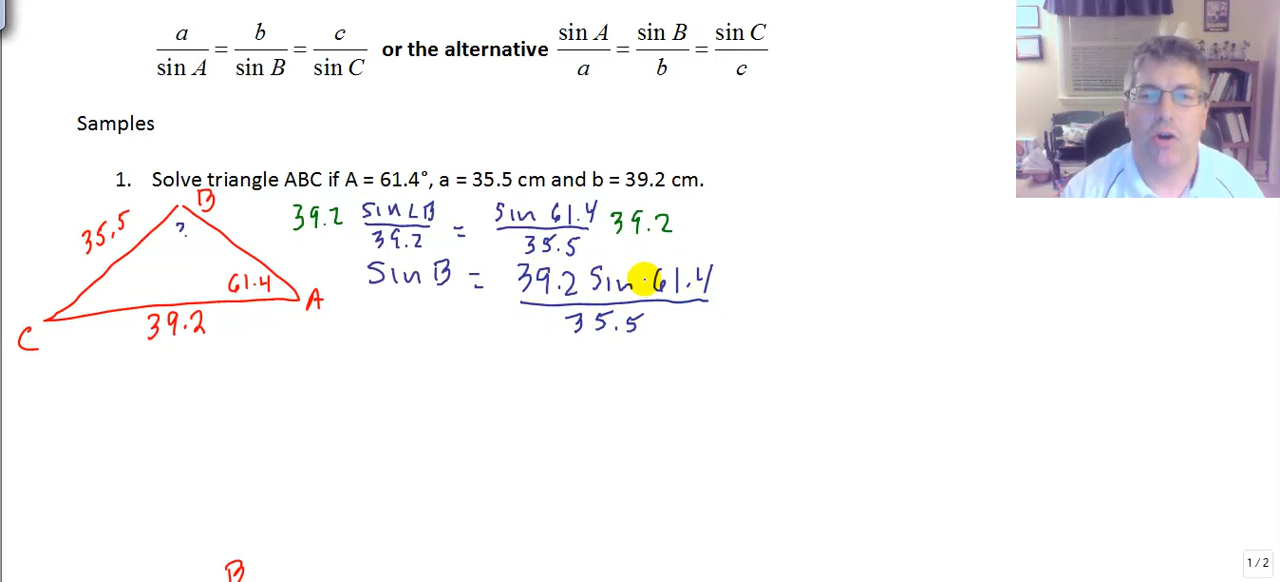 a/sin A = b/sin B = c/sin C or the alternative sin A/a = sin B/b = sin C/c
Samples
1. Solve triangle ABC if A = 61.4°, a = 35.5 cm and b = 39.2 cm.
B
35.5
?
61.4
A
39.2
C
39.2 sin∠B/39.2 = sin 61.4/35.5 39.2
Sin B = 39.2 Sin 61.4/35.5
B
1 / 2